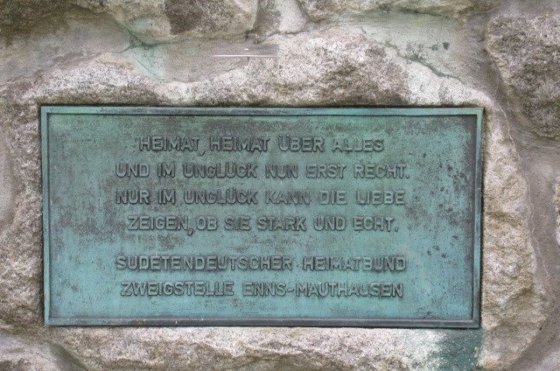 HEIMAT, HEIMAT ÜBER ALLES
UND IM UNGLÜCK NUN ERST RECHT.
NUR IM UNGLÜCK KANN DIE LIEBE
ZEIGEN, OB SIE STARK UND ECHT.
SUDETENDEUTSCHER HEIMATBUND
ZWEIGSTELLE ENNS-MAUTHAUSEN